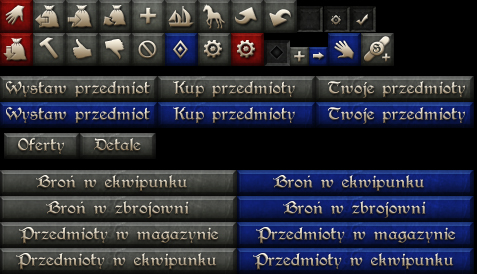 Wystaw przedmiot Kup przedmioty Twoje przedmioty
Wystaw przedmiot Kup przedmioty Twoje przedmioty
Oferty Detale
Broń w ekwipunku Broń w ekwipunku
Broń w zbrojowni Broń w zbrojowni
Przedmioty w magazynie Przedmioty w magazynie
Przedmioty w ekwipunku Przedmioty w ekwipunku